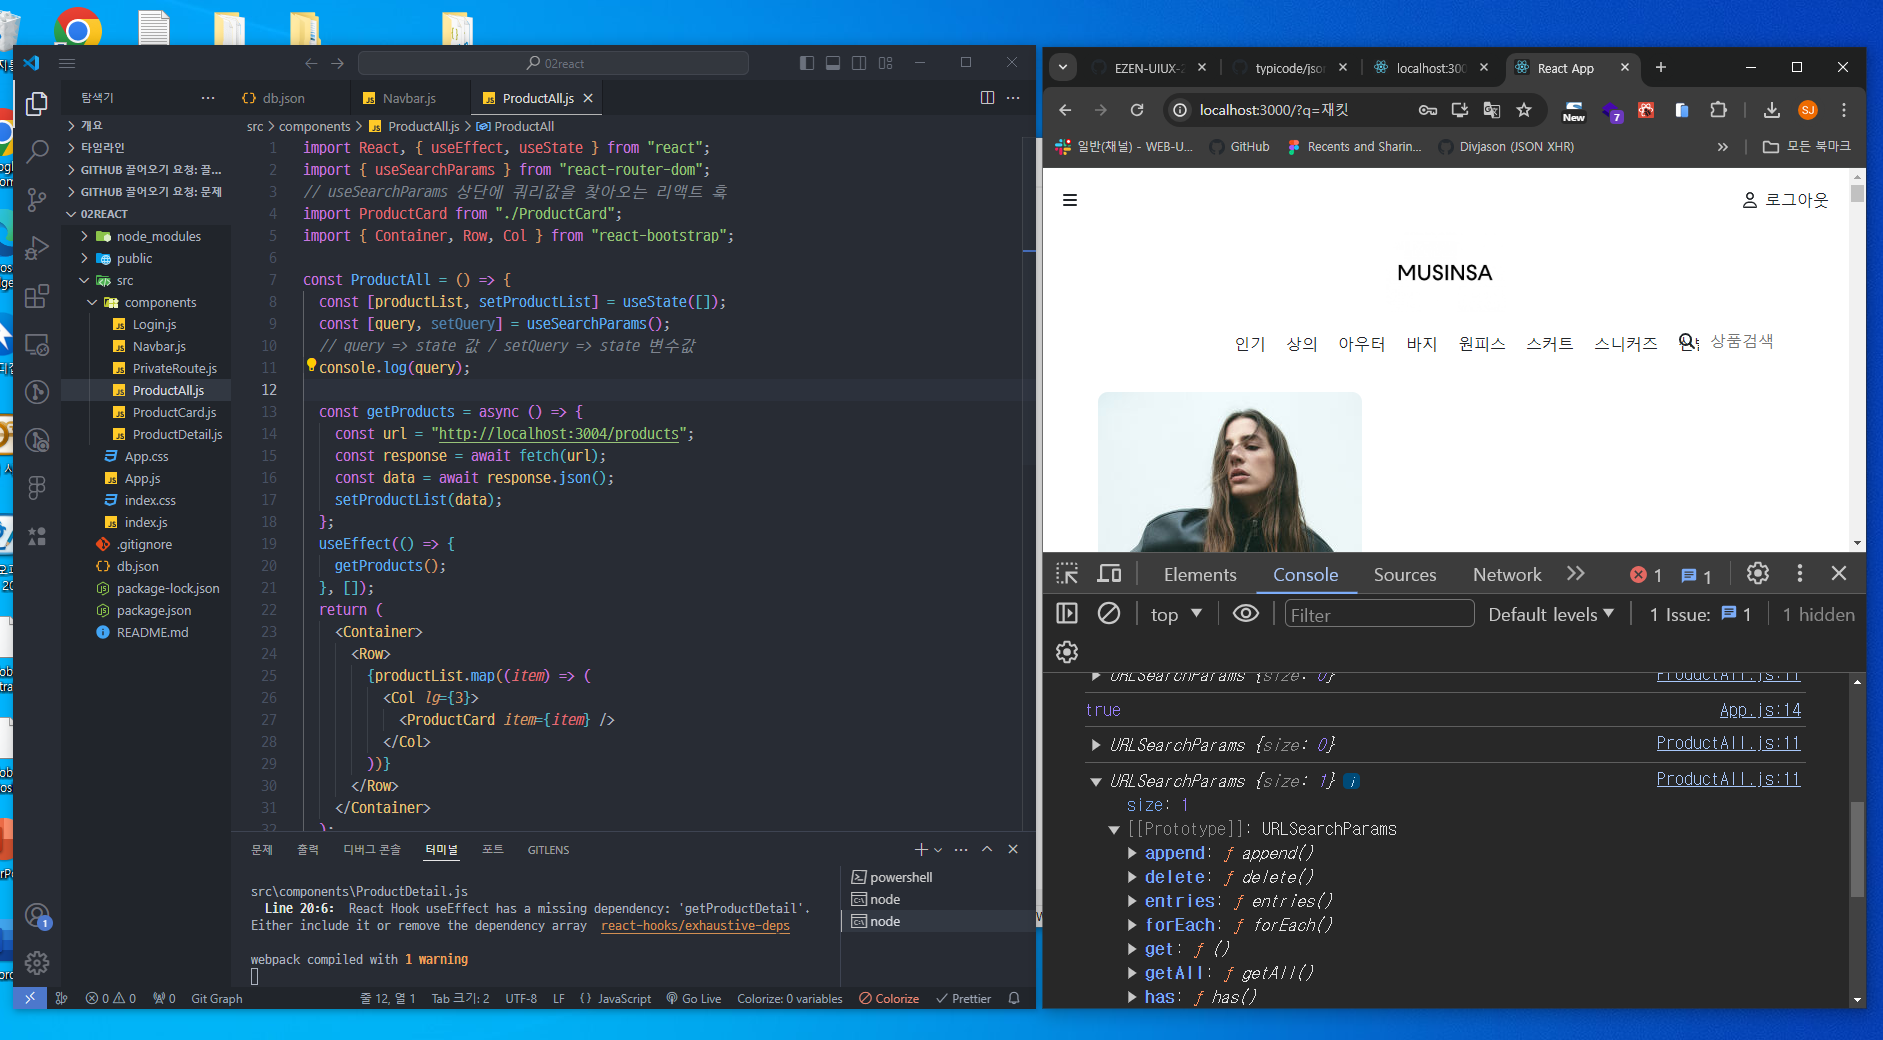 02react
탐색기
개요
타임라인
GITHUB 끌어오기 요청: 끌...
GITHUB 끌어오기 요청: 문제
02REACT
node_modules
public
src
components
Login.js
Navbar.js
PrivateRoute.js
ProductAll.js
ProductCard.js
ProductDetail.js
App.css
App.js
index.css
index.js
.gitignore
db.json
package-lock.json
package.json
README.md
db.json
Navbar.js
ProductAll.js
src > components > ProductAll.js > ProductAll
1 import React, { useEffect, useState } from "react";
2 import { useSearchParams } from "react-router-dom";
3 // useSearchParams 상단에 쿼리값을 찾아오는 리액트 훅
4 import ProductCard from "./ProductCard";
5 import { Container, Row, Col } from "react-bootstrap";
6
7 const ProductAll = () => {
8 const [productList, setProductList] = useState([]);
9 const [query, setQuery] = useSearchParams();
10 // query => state 값 / setQuery => state 변수값
11 console.log(query);
12
13 const getProducts = async () => {
14 const url = "http://localhost:3004/products";
15 const response = await fetch(url);
16 const data = await response.json();
17 setProductList(data);
18 };
19 useEffect(() => {
20 getProducts();
21 }, []);
22 return (
23 <Container>
24 <Row>
25 {productList.map((item) => (
26 <Col lg={3}>
27 <ProductCard item={item} />
28 </Col>
29 ))}
30 </Row>
31 </Container>
32 );
문제 출력 디버그 콘솔 터미널 포트 GITLENS
src\components\ProductDetail.js
Line 20:6: React Hook useEffect has a missing dependency: 'getProductDetail'.
Either include it or remove the dependency array react-hooks/exhaustive-deps
webpack compiled with 1 warning
powershell
node
node
1
0 0 0 Git Graph 줄 12, 열 1 Tab 크기: 2 UTF-8 LF {} JavaScript Go Live Colorize: 0 variables Colorize Prettier
EZEN-UIUX-2 typicode/jso localhost:300 React App
localhost:3000/?q=재킷
New
7
SJ
일반(채널) - WEB-U... GitHub Recents and Sharin... Divjason (JSON XHR) » 모든 북마크
로그아웃
MUSINSA
인기 상의 아우터 바지 원피스 스커트 스니커즈 상품검색
Elements Console Sources Network 1 1
top Filter Default levels 1 Issue: 1 1 hidden
URLSearchParams {size: 0} ProductAll.js:11
true App.js:14
URLSearchParams {size: 0} ProductAll.js:11
URLSearchParams {size: 1} i ProductAll.js:11
size: 1
[[Prototype]]: URLSearchParams
append: ƒ append()
delete: ƒ delete()
entries: ƒ entries()
forEach: ƒ forEach()
get: ƒ ()
getAll: ƒ getAll()
has: ƒ has()